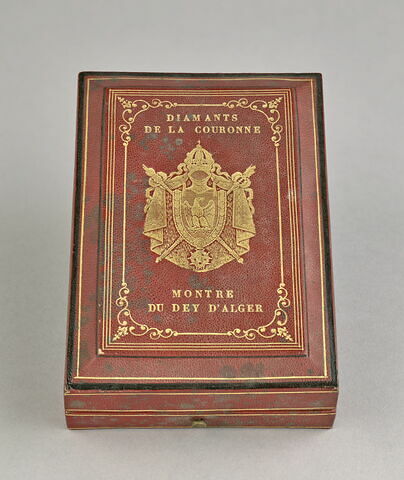 DIAMANTS
DE LA COURONNE
MONTRE
DU DEY D'ALGER